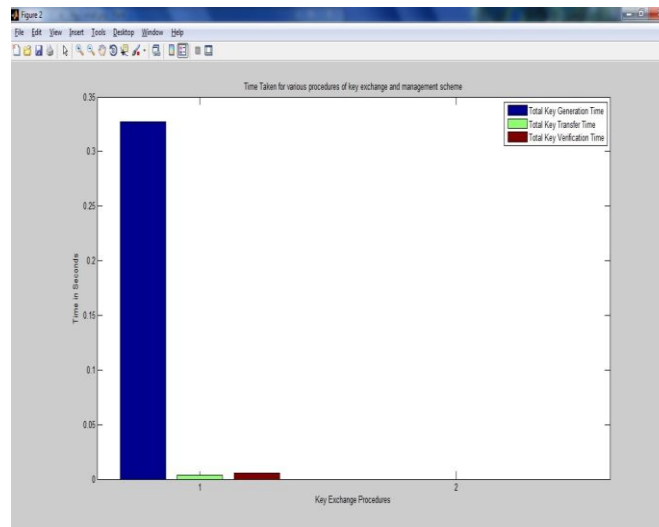 Figure 2
File Edit View Insert Tools Desktop Window Help
Time Taken for various procedures of key exchange and management scheme
0.35
0.3
0.25
0.2
0.15
0.1
0.05
0
Time in Seconds
Total Key Generation Time
Total Key Transfer Time
Total Key Verification Time
1 2
Key Exchange Procedures